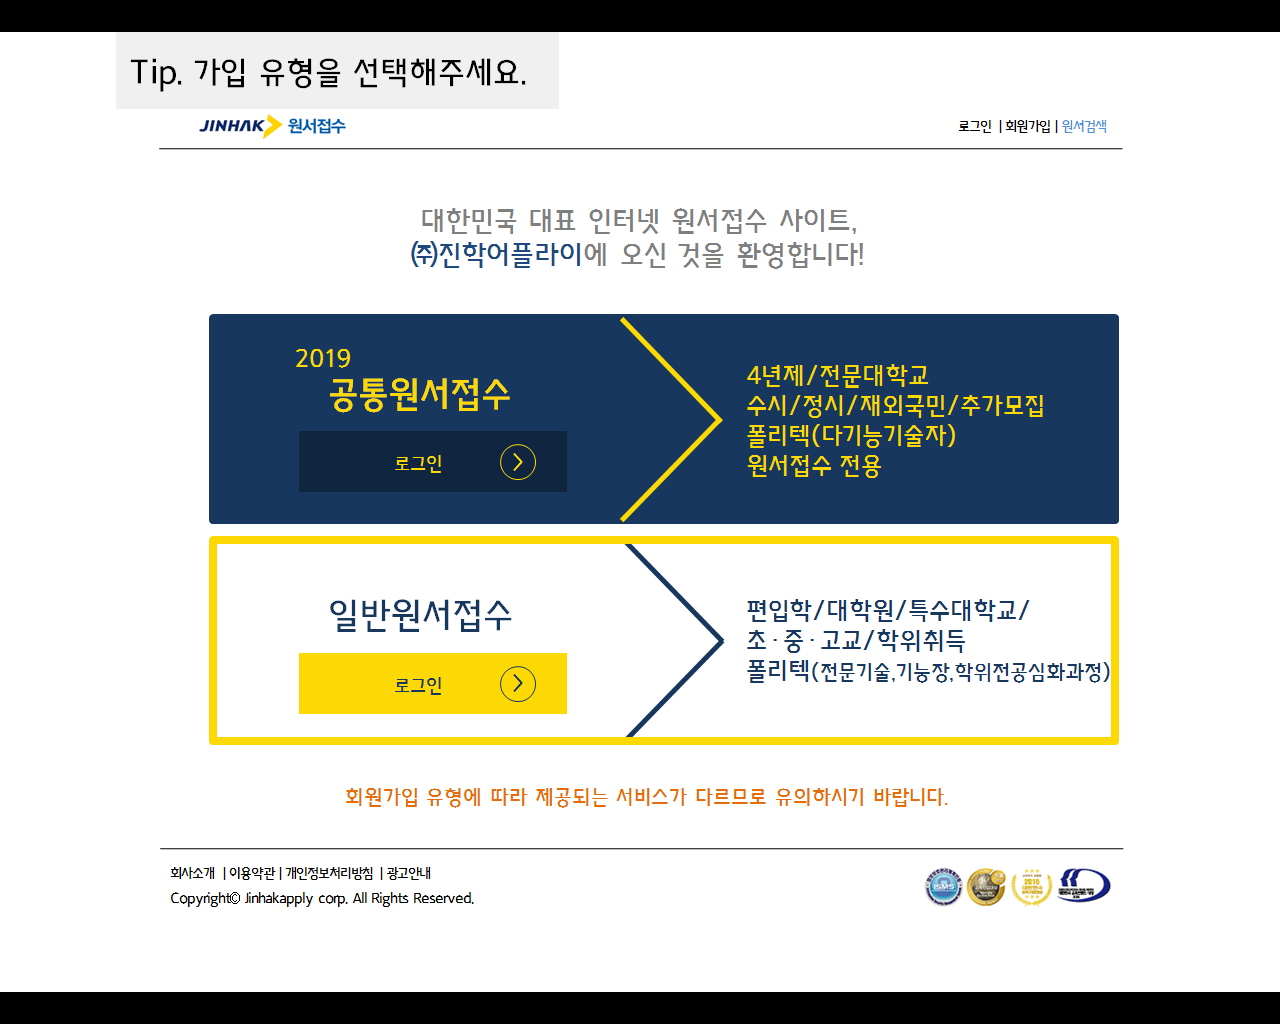 Tip. 가입 유형을 선택해주세요.
JINHAK 원서접수
로그인 | 회원가입 | 원서검색
대한민국 대표 인터넷 원서접수 사이트,
㈜진학어플라이에 오신 것을 환영합니다!
2019
공통원서접수
로그인
4년제/전문대학교
수시/정시/재외국민/추가모집
폴리텍(다기능기술자)
원서접수 전용
일반원서접수
로그인
편입학/대학원/특수대학교/
초·중·고교/학위취득
폴리텍(전문기술,기능장,학위전공심화과정)
회원가입 유형에 따라 제공되는 서비스가 다르므로 유의하시기 바랍니다.
회사소개 | 이용약관 | 개인정보처리방침 | 광고안내
Copyright© Jinhakapply corp. All Rights Reserved.
ISMS